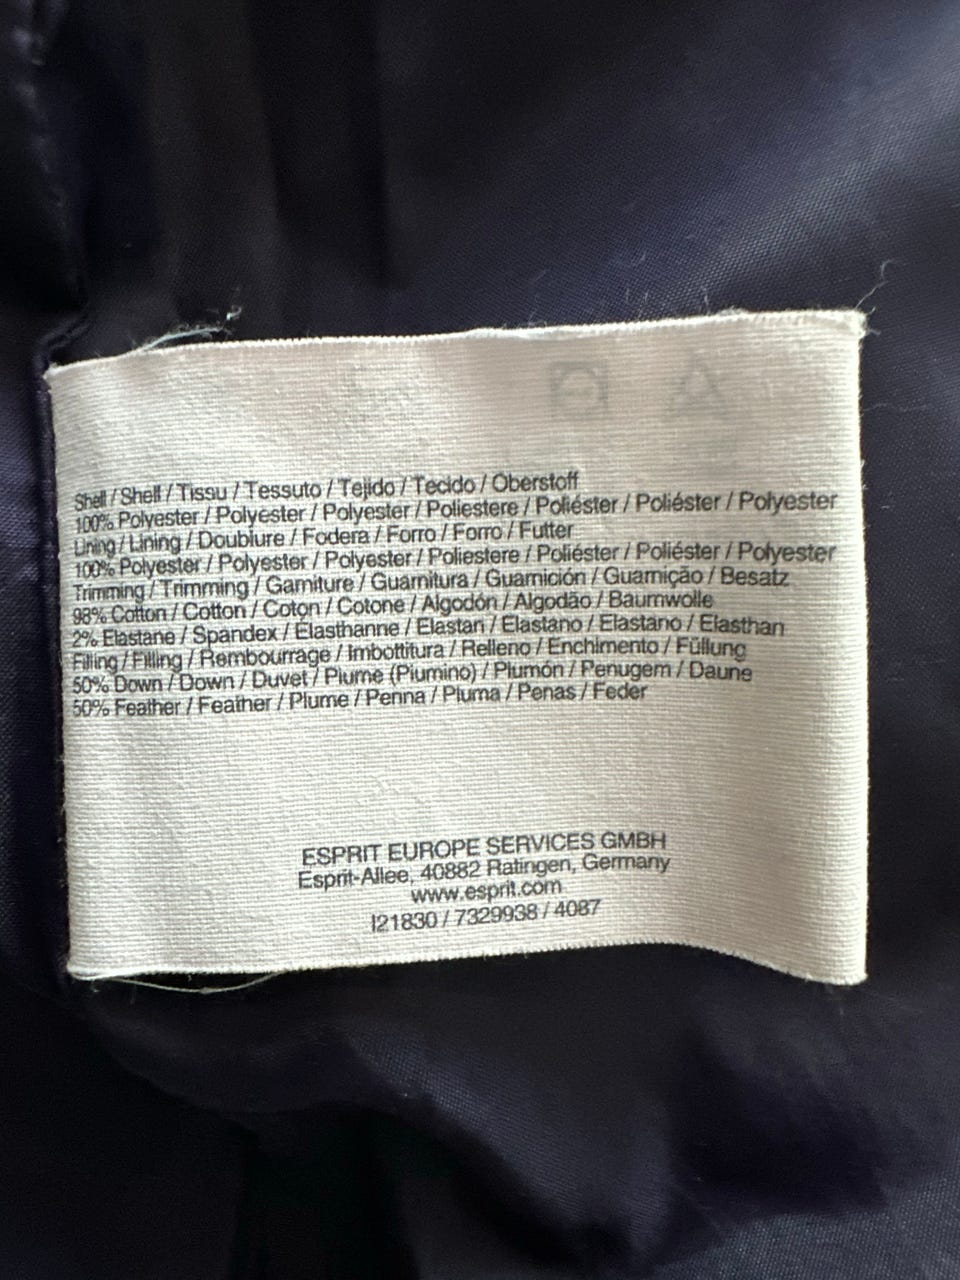 Shell / Shell / Tissu / Tessuto / Tejido / Tecido / Oberstoff
100% Polyester / Polyester / Polyester / Poliestere / Poliéster / Poliéster / Polyester
Lining / Lining / Doublure / Fodera / Forro / Forro / Futter
100% Polyester / Polyester / Polyester / Poliestere / Poliéster / Poliéster / Polyester
Trimming / Trimming / Garniture / Guarnitura / Guarnición / Guarnição / Besatz
98% Cotton / Cotton / Coton / Cotone / Algodón / Algodão / Baumwolle
2% Elastane / Spandex / Élasthanne / Elastan / Elastano / Elastano / Elasthan
Filling / Filling / Rembourrage / Imbottitura / Relleno / Enchimento / Füllung
50% Down / Down / Duvet / Plume (Piumino) / Plumón / Penugem / Daune
50% Feather / Feather / Plume / Penna / Pluma / Penas / Feder
ESPRIT EUROPE SERVICES GMBH
Esprit-Allee, 40882 Ratingen, Germany
www.esprit.com
I21830 / 7329938 / 4087